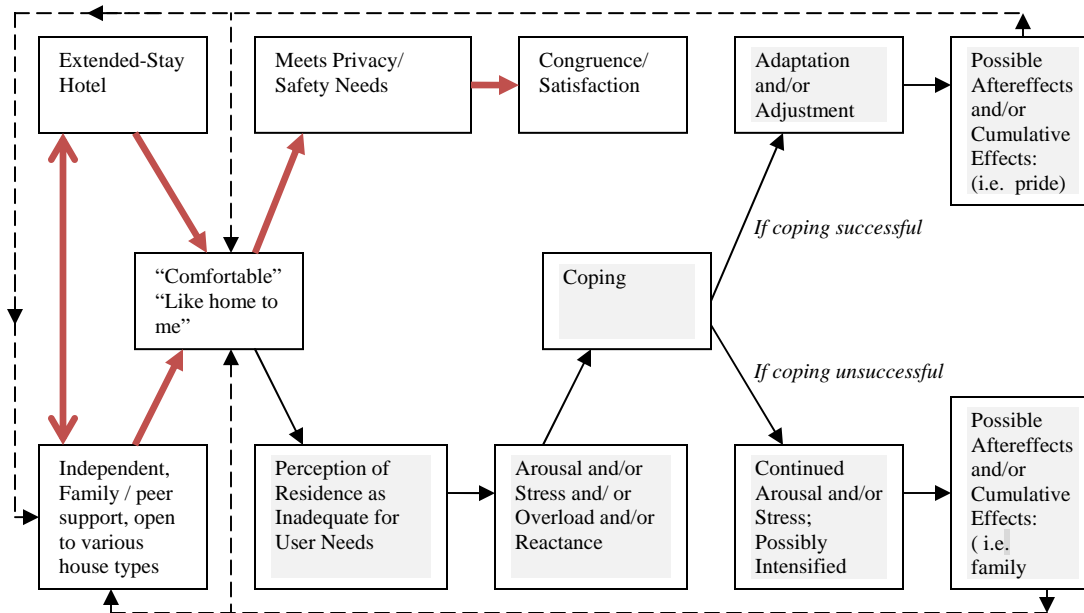 Extended-Stay
Hotel
Meets Privacy/
Safety Needs
Congruence/
Satisfaction
Adaptation
and/or
Adjustment
Possible
Aftereffects
and/or
Cumulative
Effects:
(i.e. pride)
If coping successful
“Comfortable”
“Like home to
me”
Coping
If coping unsuccessful
Independent,
Family / peer
support, open
to various
house types
Perception of
Residence as
Inadequate for
User Needs
Arousal and/or
Stress and/ or
Overload and/or
Reactance
Continued
Arousal and/or
Stress;
Possibly
Intensified
Possible
Aftereffects
and/or
Cumulative
Effects:
( i.e.
family